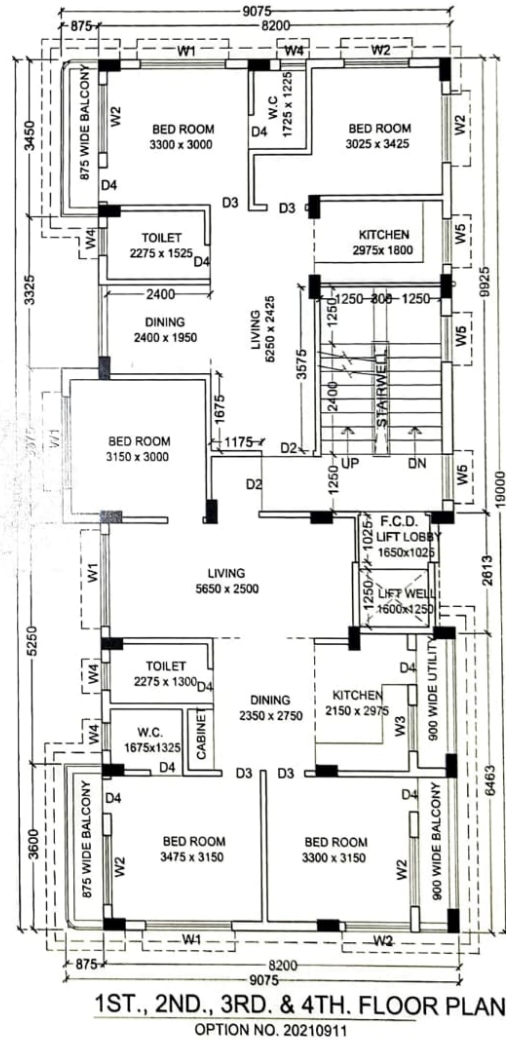 9075
875
8200
W1
W4
W2
875 WIDE BALCONY
W2
BED ROOM
3300 x 3000
W.C
1725 x 1225
D4
BED ROOM
3025 x 3425
W2
3450
D4
D3
D3
W4
TOILET
2275 x 1525
D4
KITCHEN
2975x 1800
W5
2400
1250
1250
1250
9925
3325
DINING
2400 x 1950
LIVING
5250 x 2425
3575
W5
2400
STAIRWELL
1675
BED ROOM
3150 x 3000
W1
1175
D2
UP
DN
D2
1250
W5
19000
F.C.D.
LIFT LOBBY
1650x1025
1025
LIVING
5650 x 2500
W1
LIFT WELL
1600x1250
1250
2613
5250
W4
TOILET
2275 x 1300
D4
DINING
2350 x 2750
KITCHEN
2150 x 2975
D4
W3
900 WIDE UTILITY
W4
W.C.
1675x1325
CABINET
D4
D3
D3
6463
875 WIDE BALCONY
D4
W2
BED ROOM
3475 x 3150
BED ROOM
3300 x 3150
D4
W2
900 WIDE BALCONY
3600
W1
W2
875
8200
9075
1ST., 2ND., 3RD. & 4TH. FLOOR PLAN
OPTION NO. 20210911